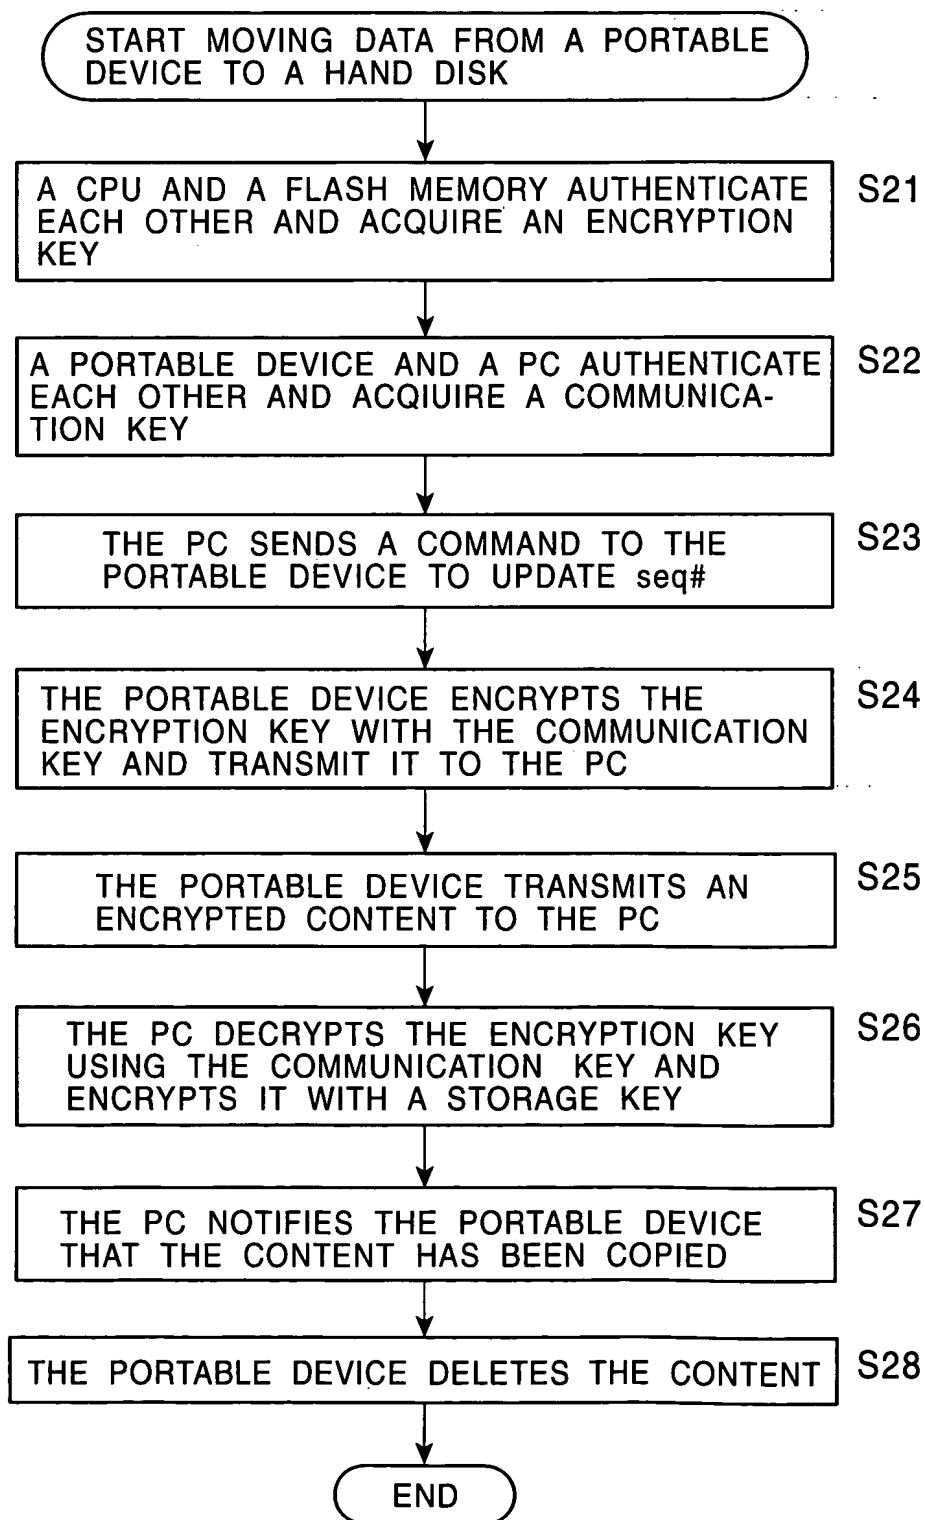 START MOVING DATA FROM A PORTABLE
DEVICE TO A HAND DISK
A CPU AND A FLASH MEMORY AUTHENTICATE
EACH OTHER AND ACQUIRE AN ENCRYPTION
KEY
S21
A PORTABLE DEVICE AND A PC AUTHENTICATE
EACH OTHER AND ACQIUIRE A COMMUNICA-
TION KEY
S22
THE PC SENDS A COMMAND TO THE
PORTABLE DEVICE TO UPDATE seq#
S23
THE PORTABLE DEVICE ENCRYPTS THE
ENCRYPTION KEY WITH THE COMMUNICATION
KEY AND TRANSMIT IT TO THE PC
S24
THE PORTABLE DEVICE TRANSMITS AN
ENCRYPTED CONTENT TO THE PC
S25
THE PC DECRYPTS THE ENCRYPTION KEY
USING THE COMMUNICATION KEY AND
ENCRYPTS IT WITH A STORAGE KEY
S26
THE PC NOTIFIES THE PORTABLE DEVICE
THAT THE CONTENT HAS BEEN COPIED
S27
THE PORTABLE DEVICE DELETES THE CONTENT
S28
END